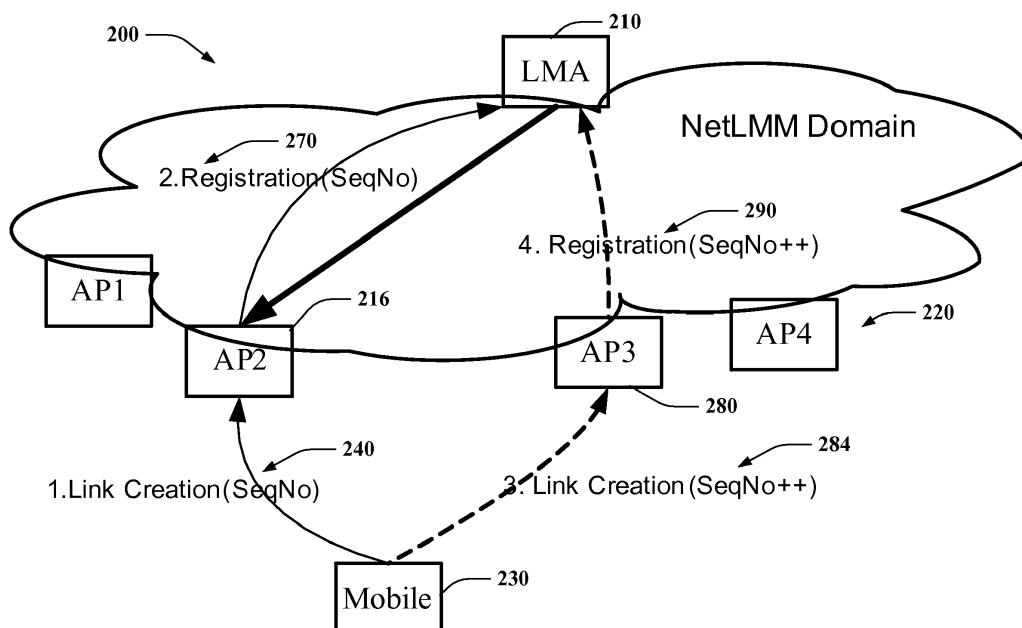 210
200
LMA
NetLMM Domain
270
2.Registration(SeqNo)
290
4. Registration(SeqNo++)
AP1
216
AP2
AP3
AP4
220
280
240
284
1.Link Creation(SeqNo)
3. Link Creation(SeqNo++)
Mobile
230